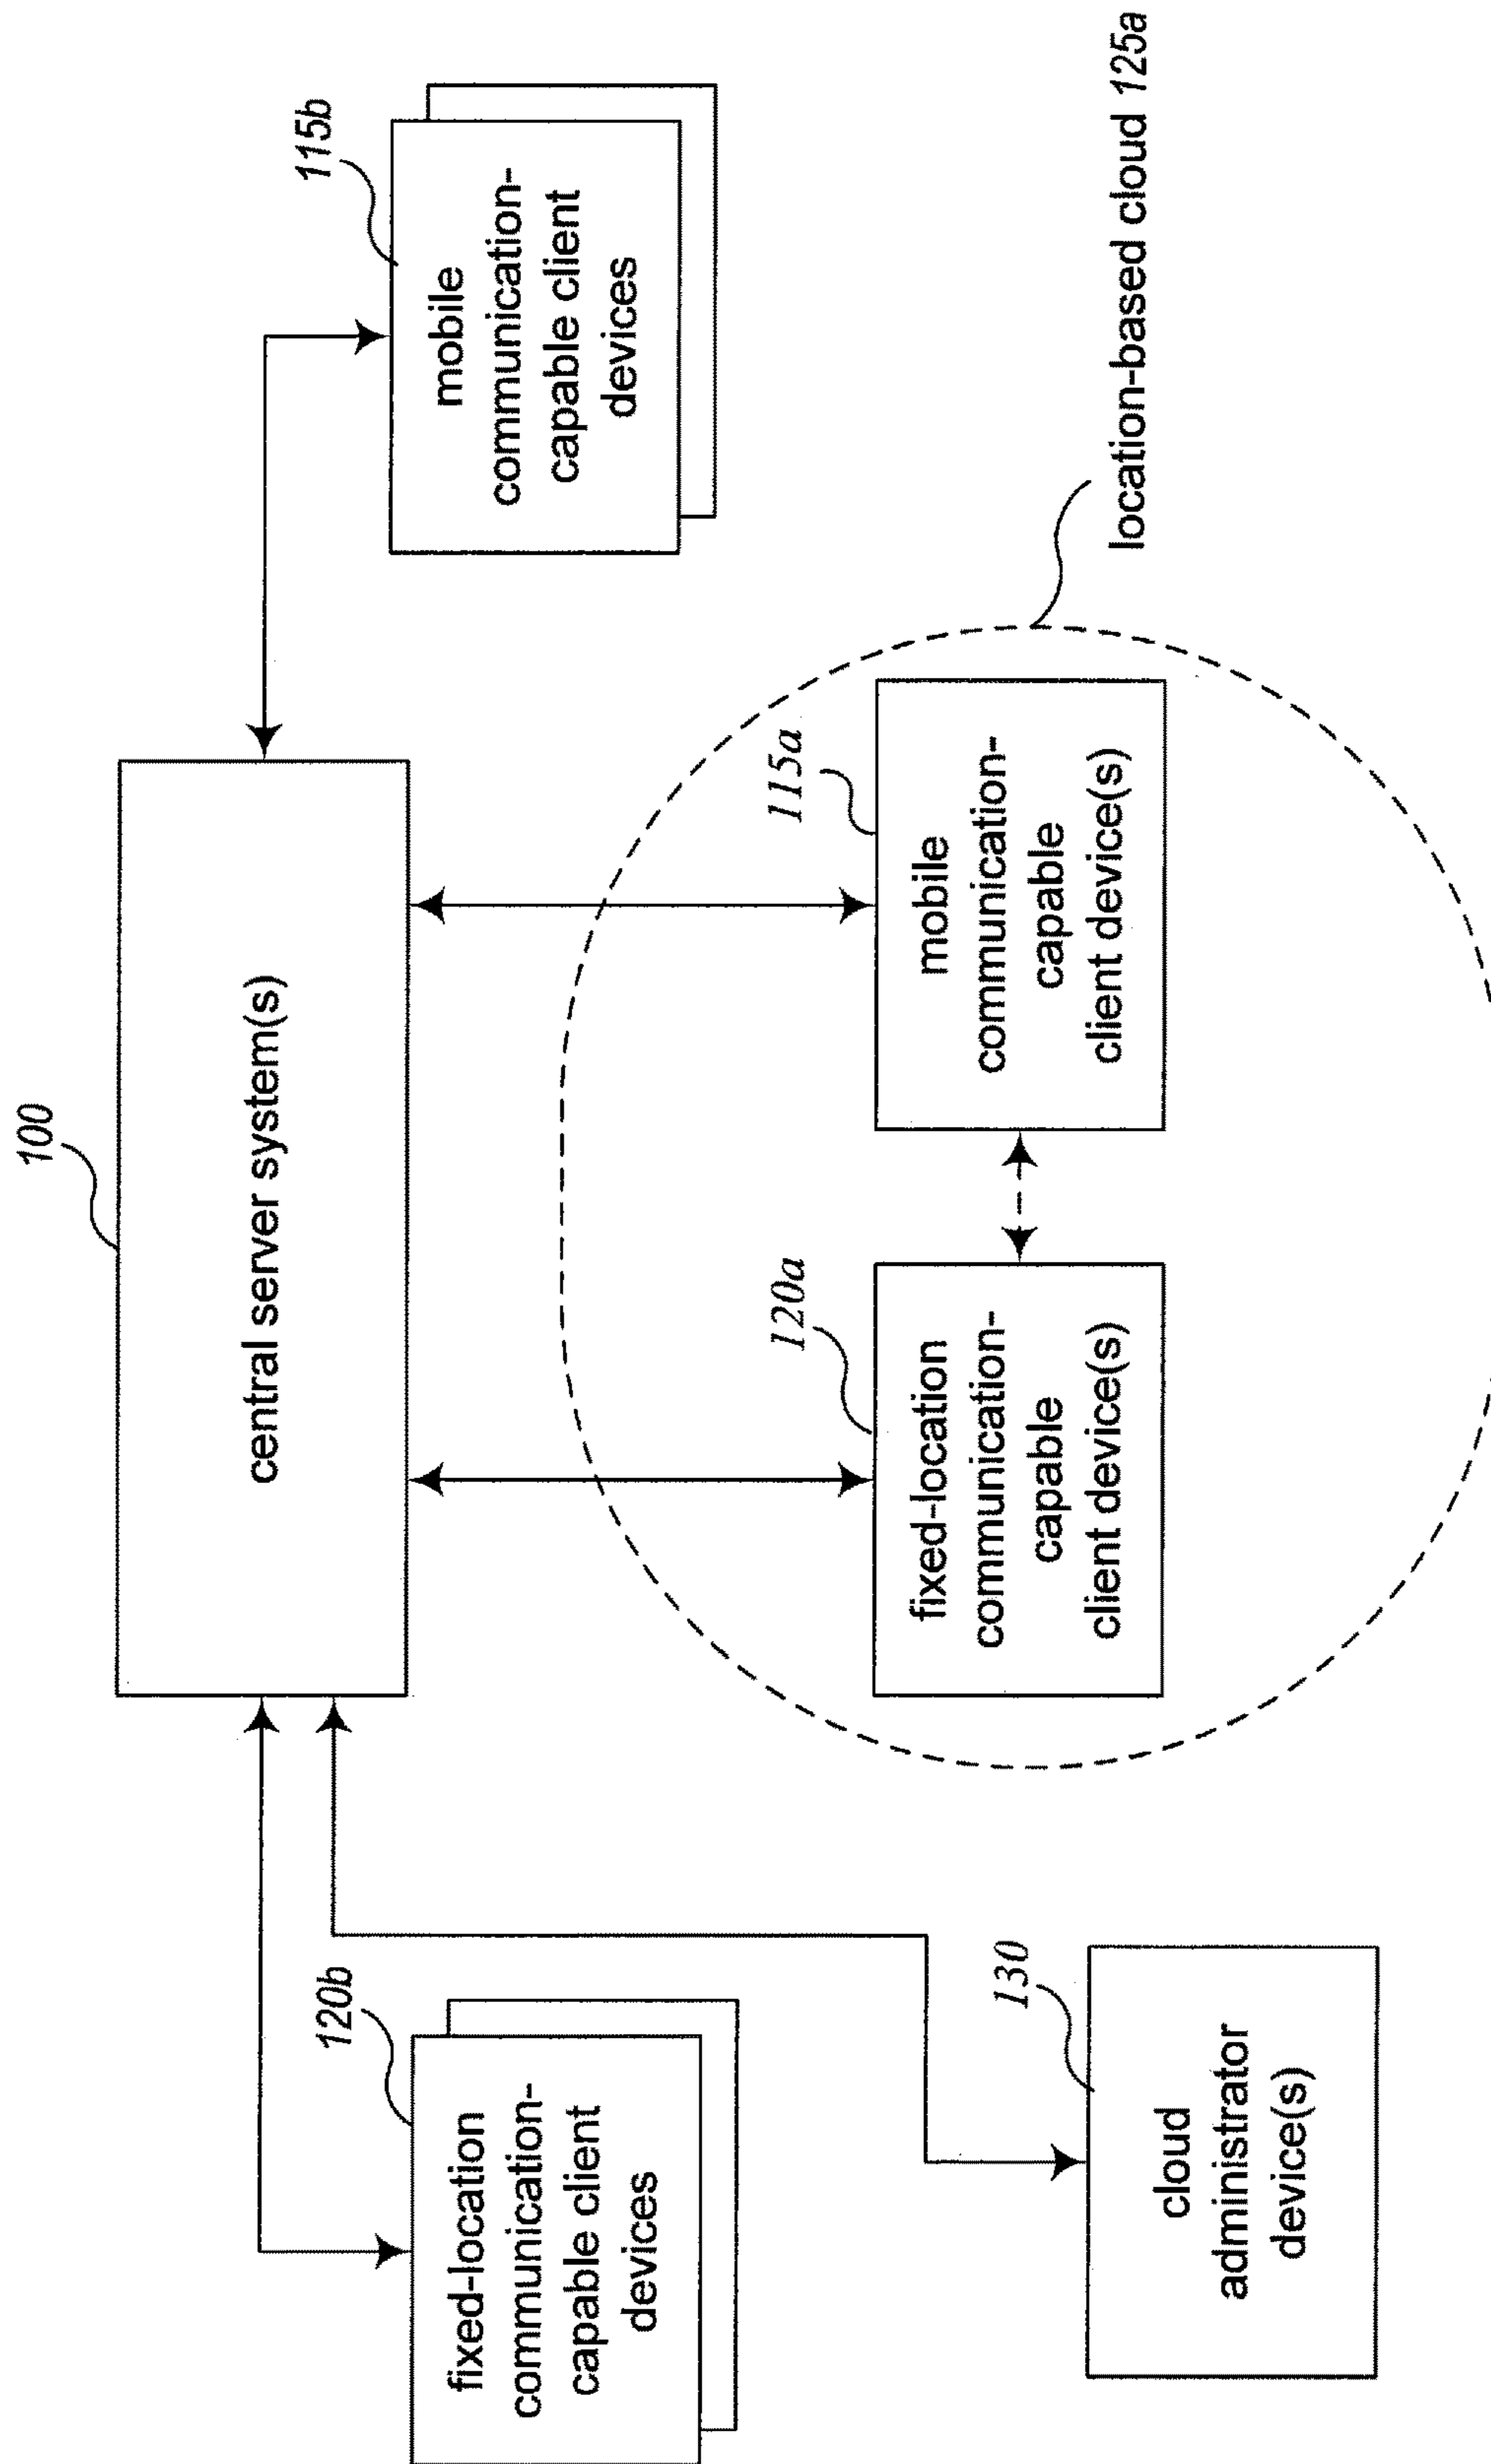 100
central server system(s)
120b
fixed-location
communication-
capable client
devices
115b
mobile
communication-
capable client
devices
120a
fixed-location
communication-
capable
client device(s)
115a
mobile
communication-
capable
client device(s)
130
cloud
administrator
device(s)
location-based cloud 125a